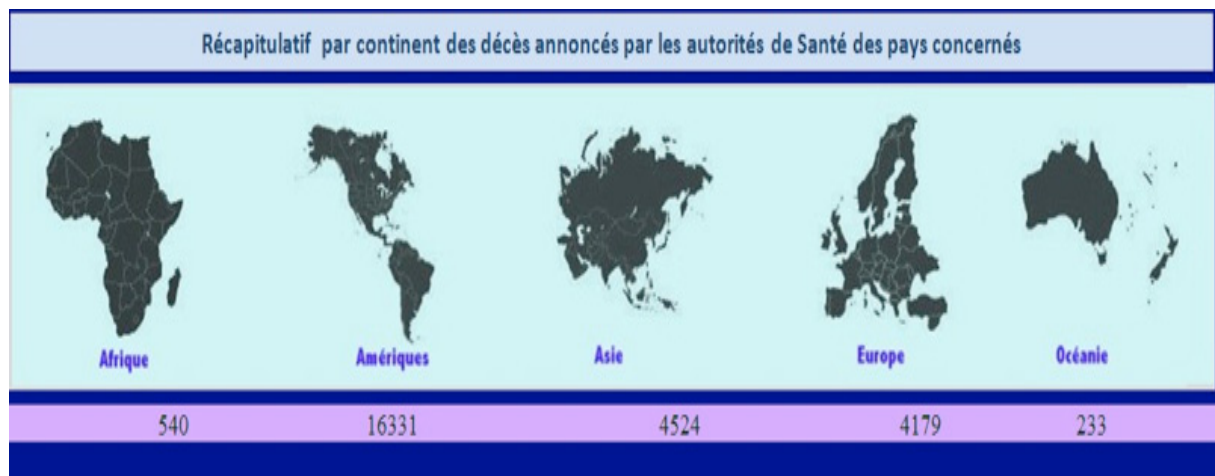 Récapitulatif par continent des décès annoncés par les autorités de Santé des pays concernés
Afrique Amériques Asie Europe Océanie
540 16331 4524 4179 233